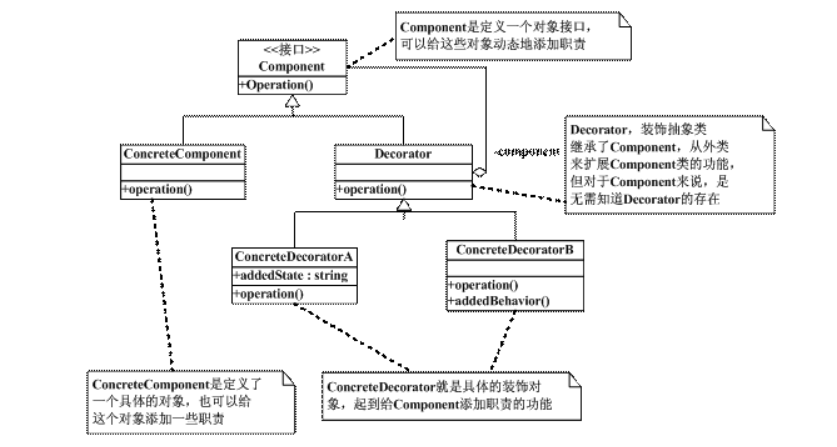 Component是定义一个对象接口，
可以给这些对象动态地添加职责
<<接口>>
Component
+Operation()
Decorator，装饰抽象类
继承了Component，从外类
来扩展Component类的功能，
但对于Component来说，是
无需知道Decorator的存在
-component
ConcreteComponent
+operation()
Decorator
+operation()
ConcreteDecoratorA
+addedState : string
+operation()
ConcreteDecoratorB
+operation()
+addedBehavior()
ConcreteComponent是定义了
一个具体的对象，也可以给
这个对象添加一些职责
ConcreteDecorator就是具体的装饰对
象，起到给Component添加职责的功能